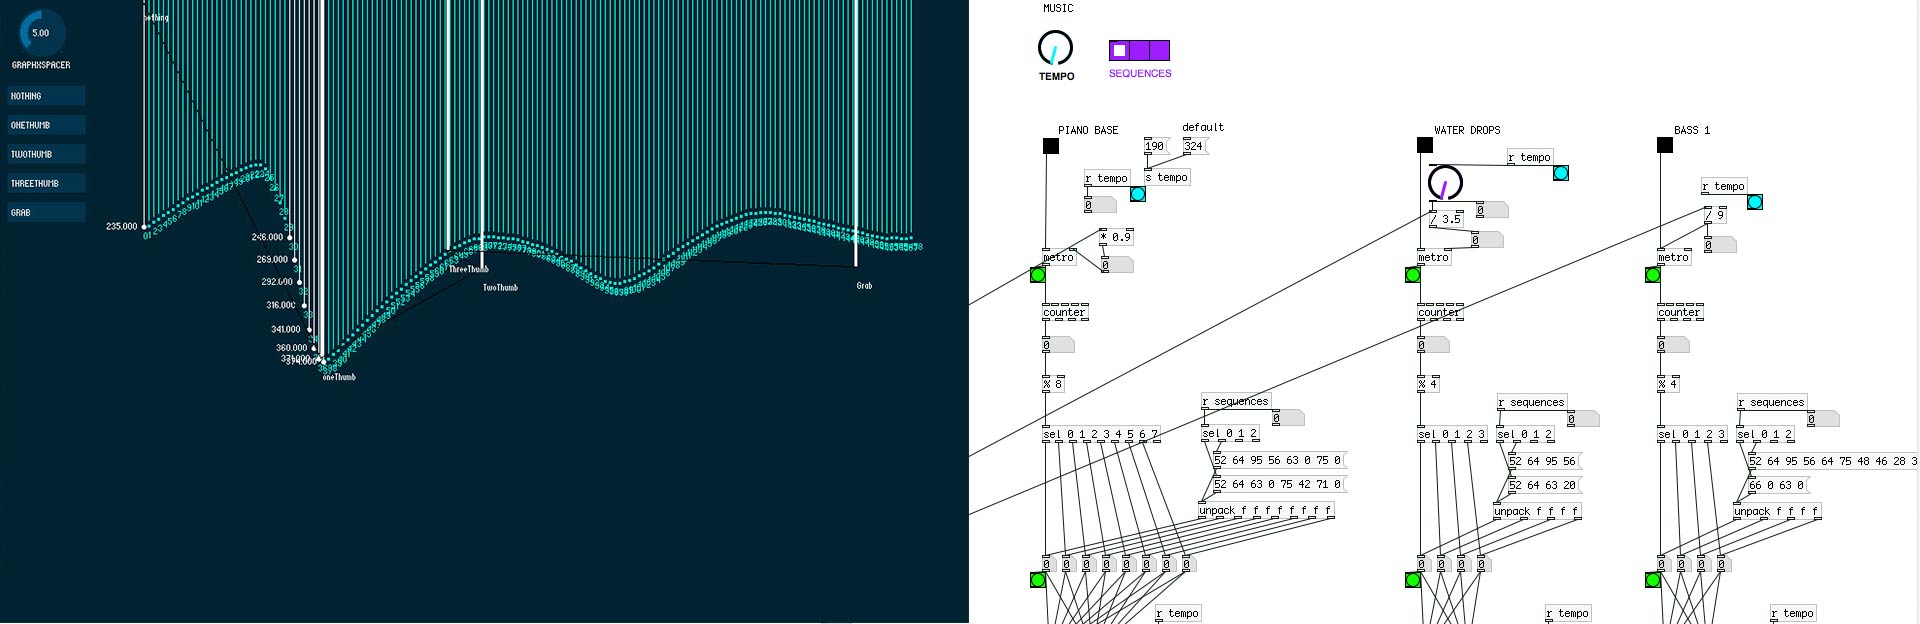 5.00
GRAPHXSPACER
NOTHING
ONETHUMB
TWOTHUMB
THREETHUMB
GRAB
nothing
235.000
246.000
269.000
292.600
316.000
341.000
360.000
oneThumb
ThreeThumb
TwoThumb
Grab
MUSIC
TEMPO
SEQUENCES
PIANO BASE
default
190
324
r tempo
s tempo
0
* 0.9
0
metro
counter
0
% 8
r sequences
0
sel 0 1 2 3 4 5 6 7
sel 0 1 2
52 64 95 56 63 0 75 0
52 64 63 0 75 42 71 0
unpack f f f f f f f f
0 0 0 0 0 0 0 0
r tempo
WATER DROPS
r tempo
0
/ 3.5
0
metro
counter
0
% 4
r sequences
0
sel 0 1 2 3
sel 0 1 2
52 64 95 56
52 64 63 20
unpack f f f f
0 0 0 0
r tempo
BASS 1
r tempo
/ 9
0
metro
counter
0
% 4
r sequences
0
sel 0 1 2 3
sel 0 1 2
52 64 95 56 64 75 48 46 28 3
66 0 63 0
unpack f f f f
0 0 0 0
r tempo